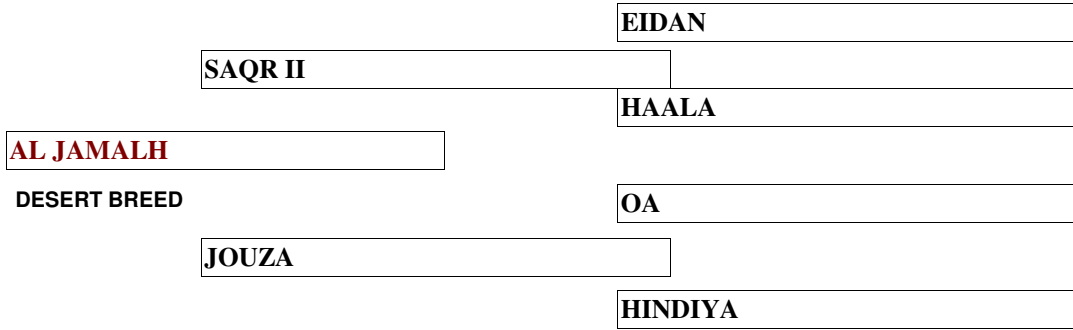 EIDAN
SAQR II
HAALA
AL JAMALH
DESERT BREED
OA
JOUZA
HINDIYA